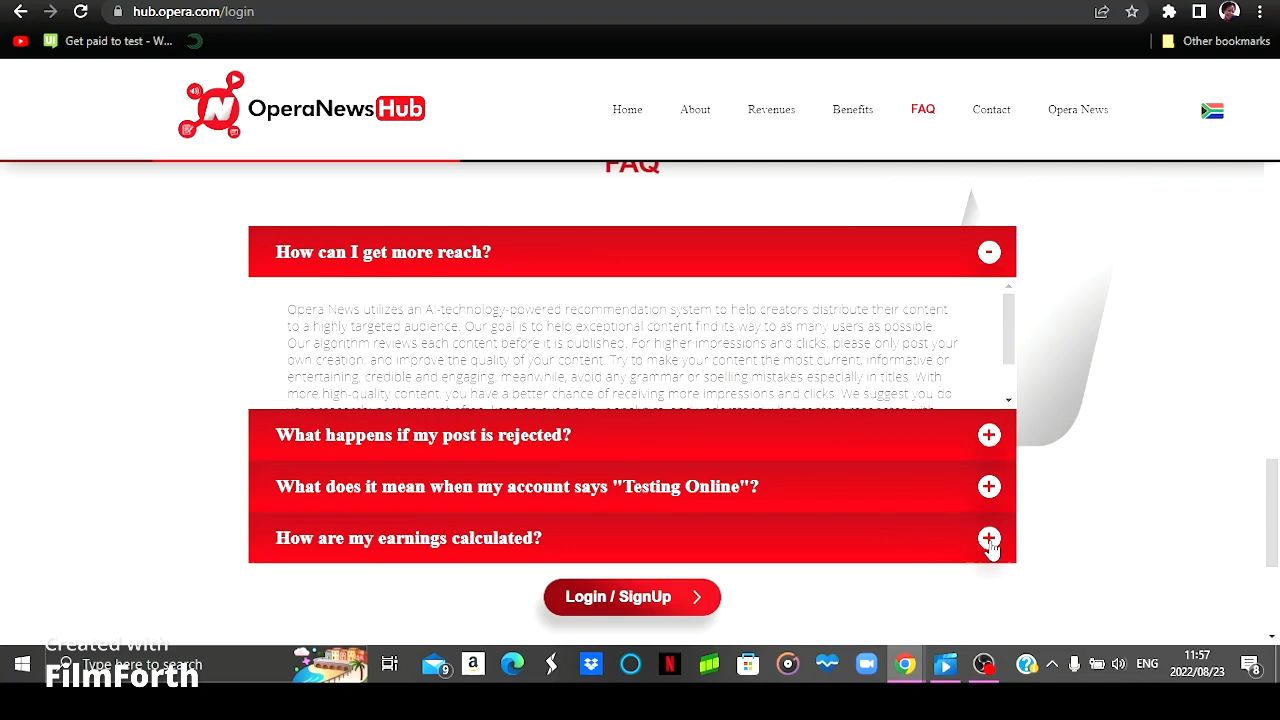 hub.opera.com/login
Get paid to test - W...
Other bookmarks
N OperaNewsHub
Home About Revenues Benefits FAQ Contact Opera News
FAQ
How can I get more reach?
Opera News utilizes an AI-technology-powered recommendation system to help creators distribute their content
to a highly targeted audience. Our goal is to help exceptional content find its way to as many users as possible.
Our algorithm reviews each content before it is published. For higher impressions and clicks, please only post your
own creation, and improve the quality of your content. Try to make your content the most current, informative or
entertaining, credible and engaging, meanwhile, avoid any grammar or spelling mistakes especially in titles. With
more high-quality content, you have a better chance of receiving more impressions and clicks. We suggest you do
What happens if my post is rejected?
What does it mean when my account says "Testing Online"?
How are my earnings calculated?
Login / SignUp
Created with
FilmForth
Type here to search
9
ENG
11:57
2022/08/23
8